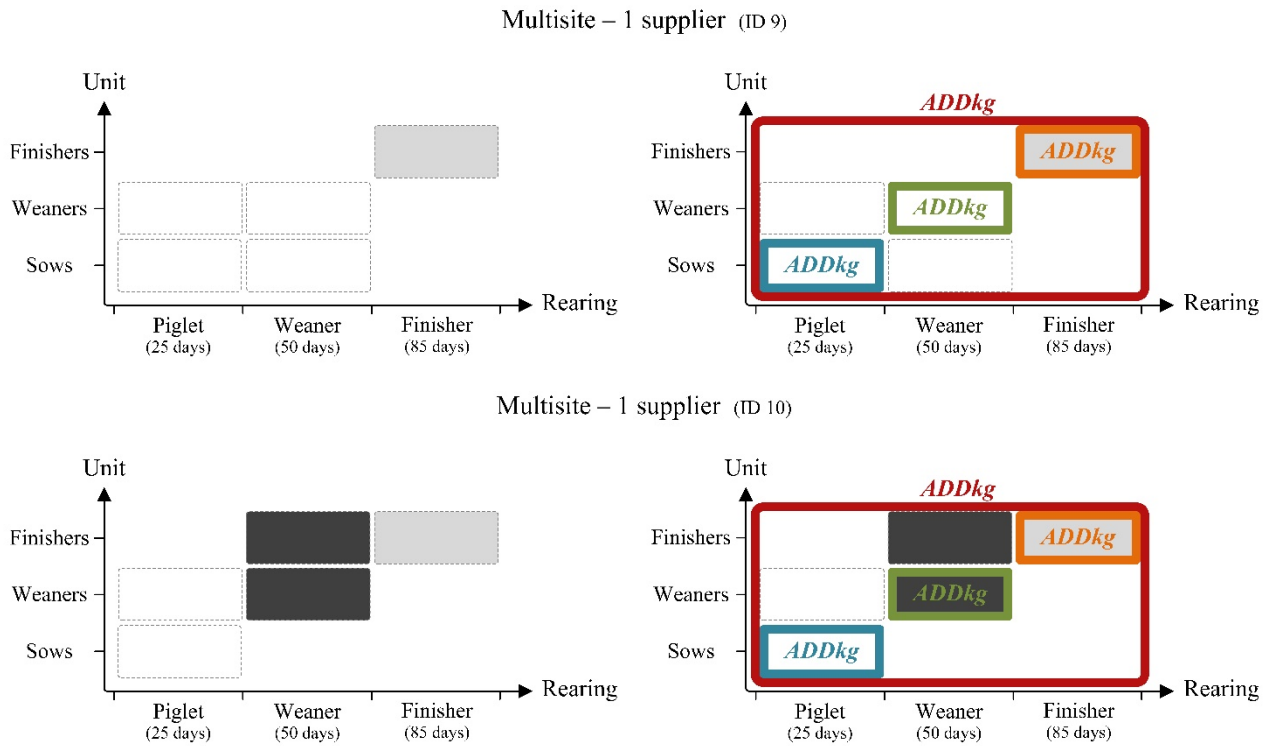 Multisite – 1 supplier (ID 9)
Unit
Finishers
Weaners
Sows
Rearing
Piglet
(25 days)
Weaner
(50 days)
Finisher
(85 days)
Unit
ADDkg
Finishers
ADDkg
Weaners
ADDkg
Sows
ADDkg
Rearing
Piglet
(25 days)
Weaner
(50 days)
Finisher
(85 days)
Multisite – 1 supplier (ID 10)
Unit
Finishers
Weaners
Sows
Rearing
Piglet
(25 days)
Weaner
(50 days)
Finisher
(85 days)
Unit
ADDkg
Finishers
ADDkg
Weaners
ADDkg
Sows
ADDkg
Rearing
Piglet
(25 days)
Weaner
(50 days)
Finisher
(85 days)